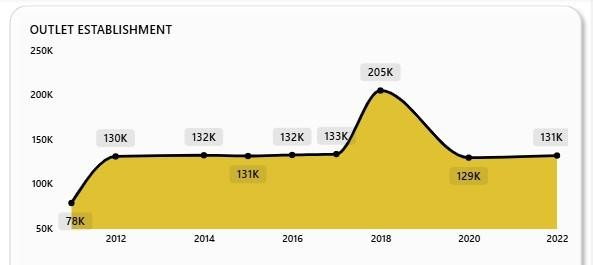 OUTLET ESTABLISHMENT
250K
205K
200K
150K
130K
132K
132K
133K
131K
131K
129K
100K
78K
50K
2012
2014
2016
2018
2020
2022